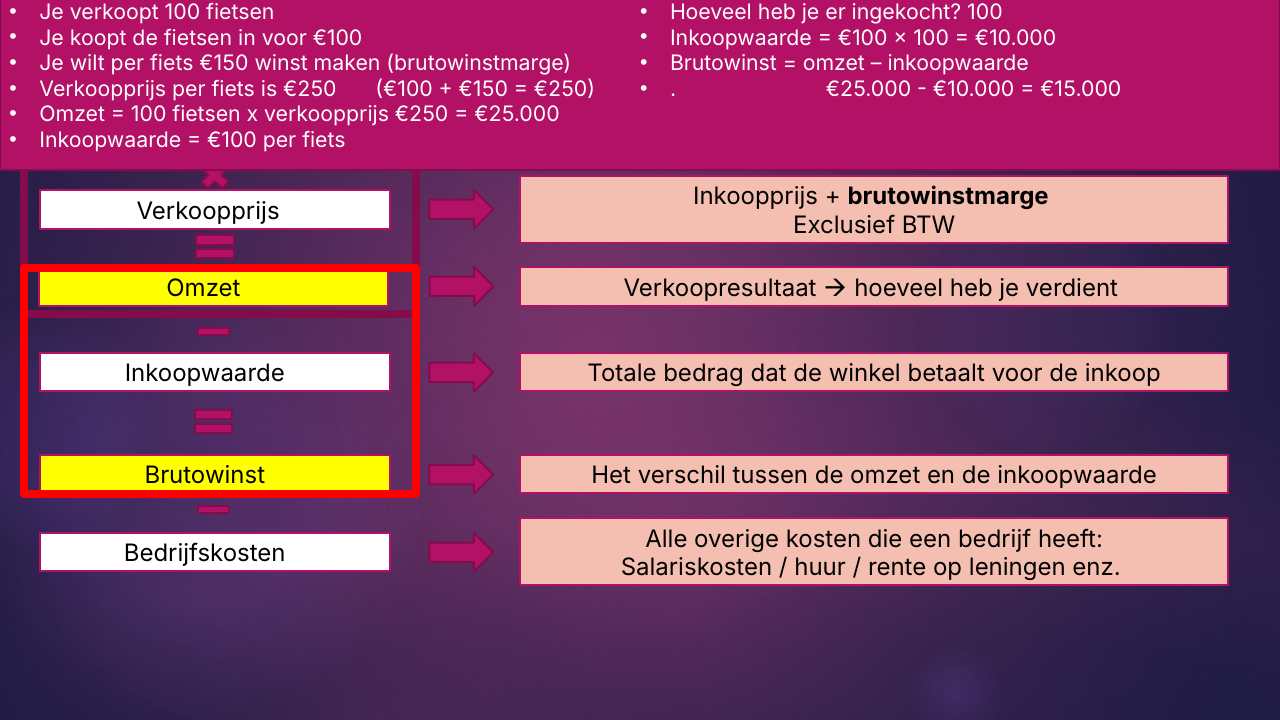 • Je verkoopt 100 fietsen
• Je koopt de fietsen in voor €100
• Je wilt per fiets €150 winst maken (brutowinstmarge)
• Verkoopprijs per fiets is €250 (€100 + €150 = €250)
• Omzet = 100 fietsen x verkoopprijs €250 = €25.000
• Inkoopwaarde = €100 per fiets
• Hoeveel heb je er ingekocht? 100
• Inkoopwaarde = €100 × 100 = €10.000
• Brutowinst = omzet – inkoopwaarde
• . €25.000 - €10.000 = €15.000
Verkoopprijs
Inkoopprijs + brutowinstmarge
Exclusief BTW
Omzet
Verkoopresultaat → hoeveel heb je verdient
Inkoopwaarde
Totale bedrag dat de winkel betaalt voor de inkoop
Brutowinst
Het verschil tussen de omzet en de inkoopwaarde
Bedrijfskosten
Alle overige kosten die een bedrijf heeft:
Salariskosten / huur / rente op leningen enz.